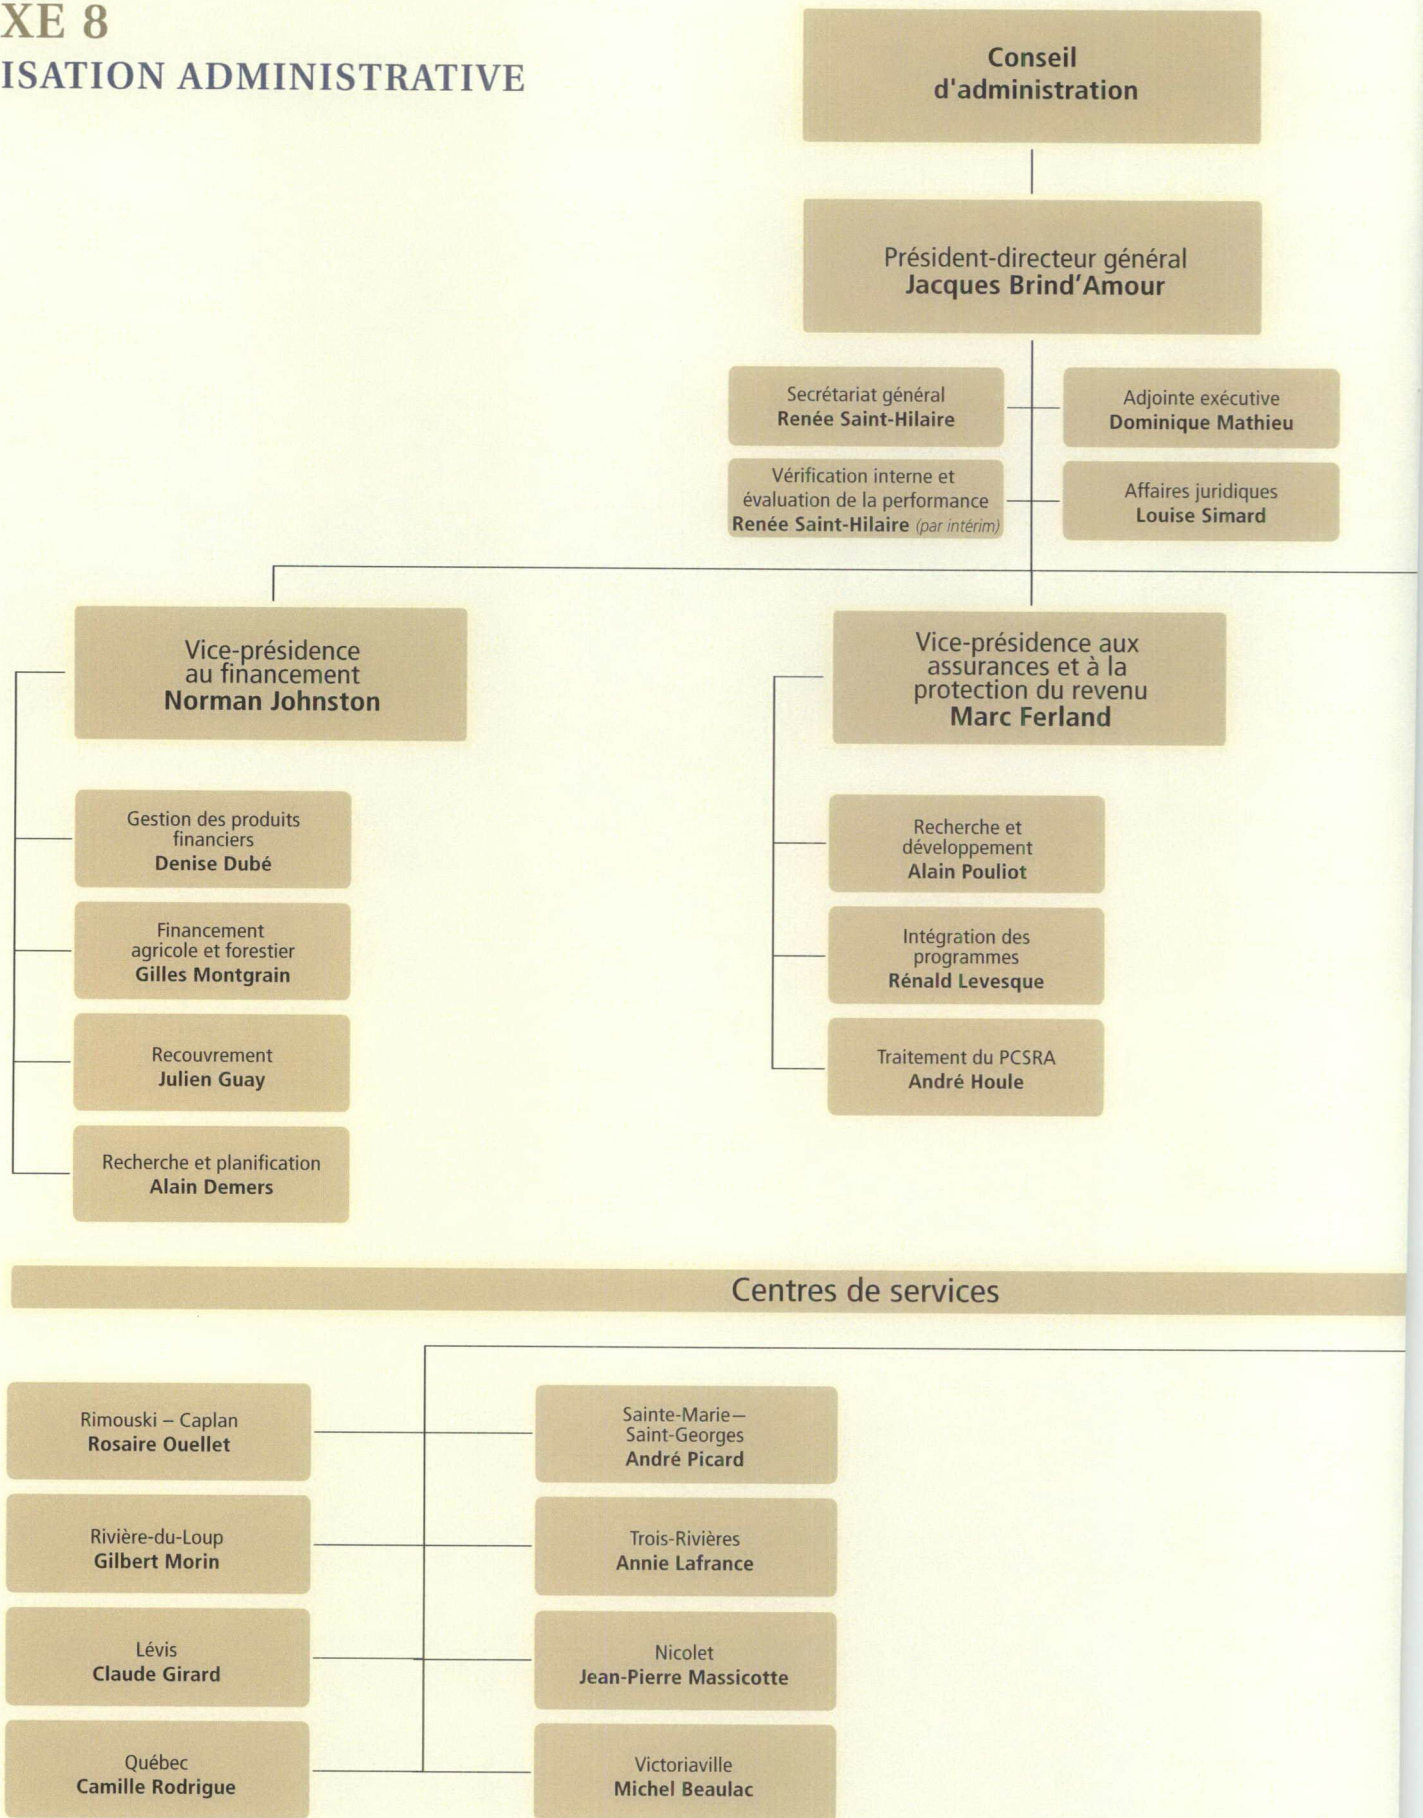 XE 8
ISATION ADMINISTRATIVE
Conseil
d'administration
Président-directeur général
Jacques Brind'Amour
Secrétariat général
Renée Saint-Hilaire
Adjointe exécutive
Dominique Mathieu
Vérification interne et
évaluation de la performance
Renée Saint-Hilaire (par intérim)
Affaires juridiques
Louise Simard
Vice-présidence
au financement
Norman Johnston
Vice-présidence aux
assurances et à la
protection du revenu
Marc Ferland
Gestion des produits
financiers
Denise Dubé
Financement
agricole et forestier
Gilles Montgrain
Recouvrement
Julien Guay
Recherche et planification
Alain Demers
Recherche et
développement
Alain Pouliot
Intégration des
programmes
Rénald Levesque
Traitement du PCSRA
André Houle
Centres de services
Rimouski – Caplan
Rosaire Ouellet
Sainte-Marie–
Saint-Georges
André Picard
Rivière-du-Loup
Gilbert Morin
Trois-Rivières
Annie Lafrance
Lévis
Claude Girard
Nicolet
Jean-Pierre Massicotte
Québec
Camille Rodrigue
Victoriaville
Michel Beaulac